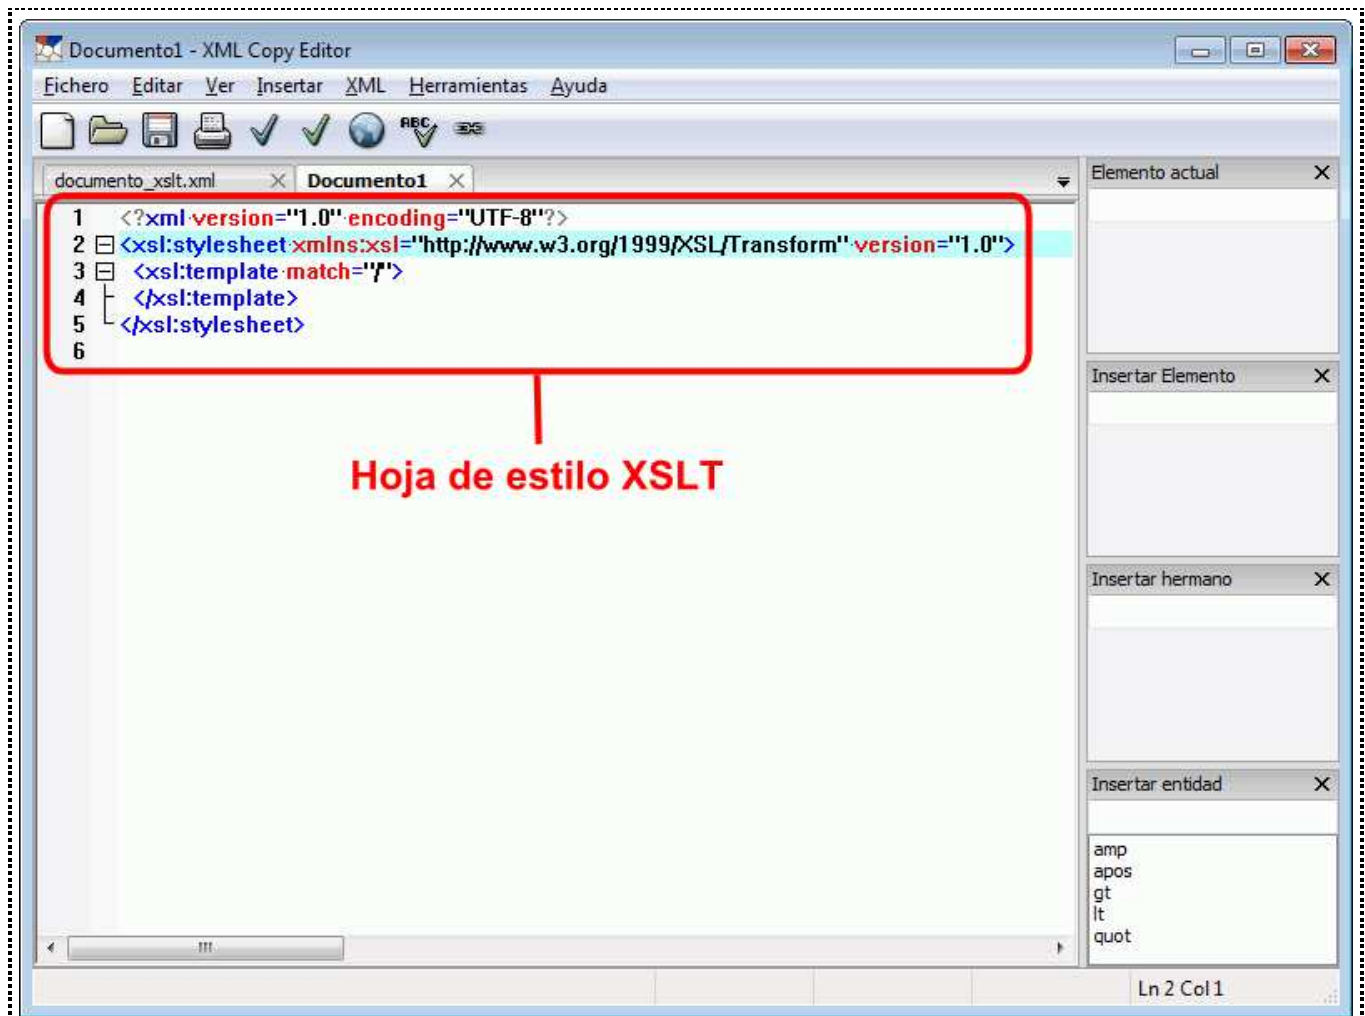 Documento1 - XML Copy Editor
Fichero Editar Ver Insertar XML Herramientas Ayuda
ABC
documento_xslt.xml Documento1
Elemento actual
1 <?xml version="1.0" encoding="UTF-8"?>
2 <xsl:stylesheet xmlns:xsl="http://www.w3.org/1999/XSL/Transform" version="1.0">
3 <xsl:template match="/">
4 </xsl:template>
5 </xsl:stylesheet>
6
Hoja de estilo XSLT
Insertar Elemento
Insertar hermano
Insertar entidad
amp
apos
gt
lt
quot
Ln 2 Col 1